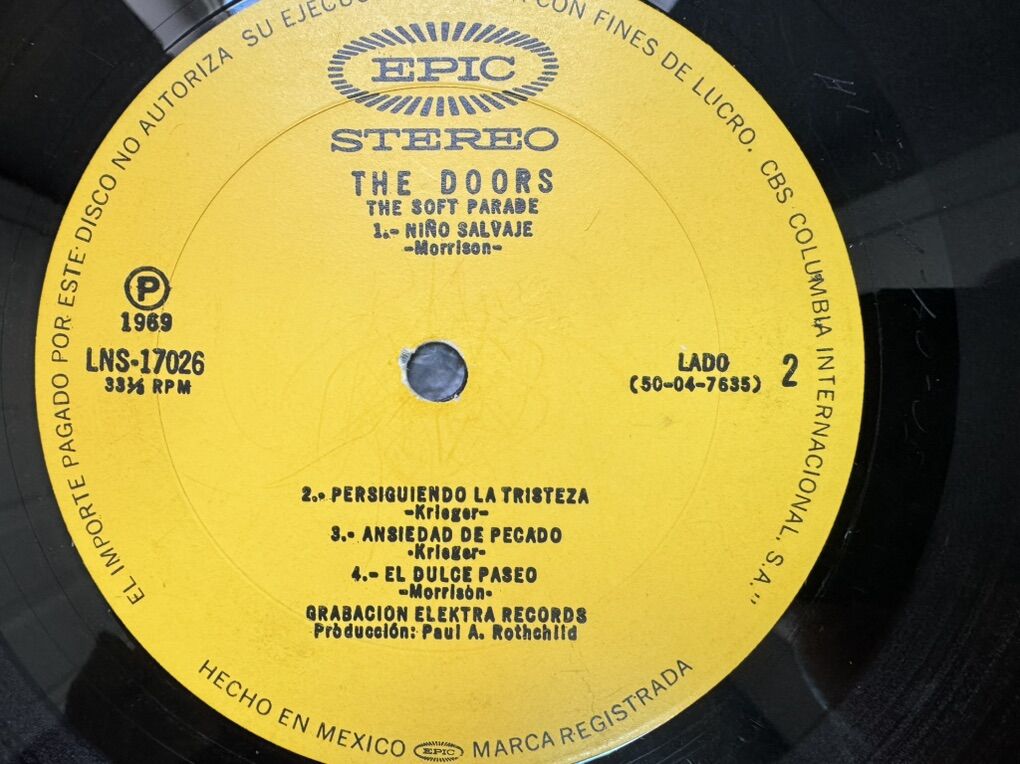 EL IMPORTE PAGADO POR ESTE DISCO NO AUTORIZA SU CON FINES DE LUCRO. CBS COLUMBIA INTERNACIONAL, S.A."
EPIC
STEREO
THE DOORS
THE SOFT PARADE
1.- NIÑO SALVAJE
-Morrison-
P
1969
LNS-17026
33⅓ RPM
LADO 2
(50-04-7635)
2.- PERSIGUIENDO LA TRISTEZA
-Krieger-
3.- ANSIEDAD DE PECADO
-Krieger-
4.- EL DULCE PASEO
-Morrison-
GRABACION ELEKTRA RECORDS
Producción: Paul A. Rothchild
HECHO EN MEXICO EPIC MARCA REGISTRADA